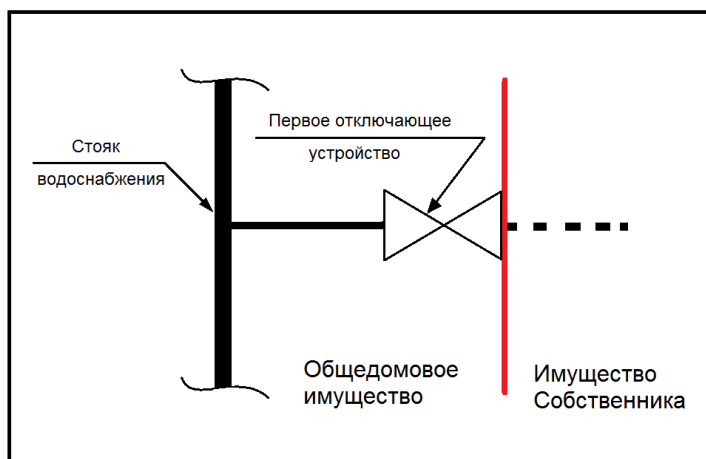 Стояк
водоснабжения
Первое отключающее
устройство
Общедомовое
имущество
Имущество
Собственника